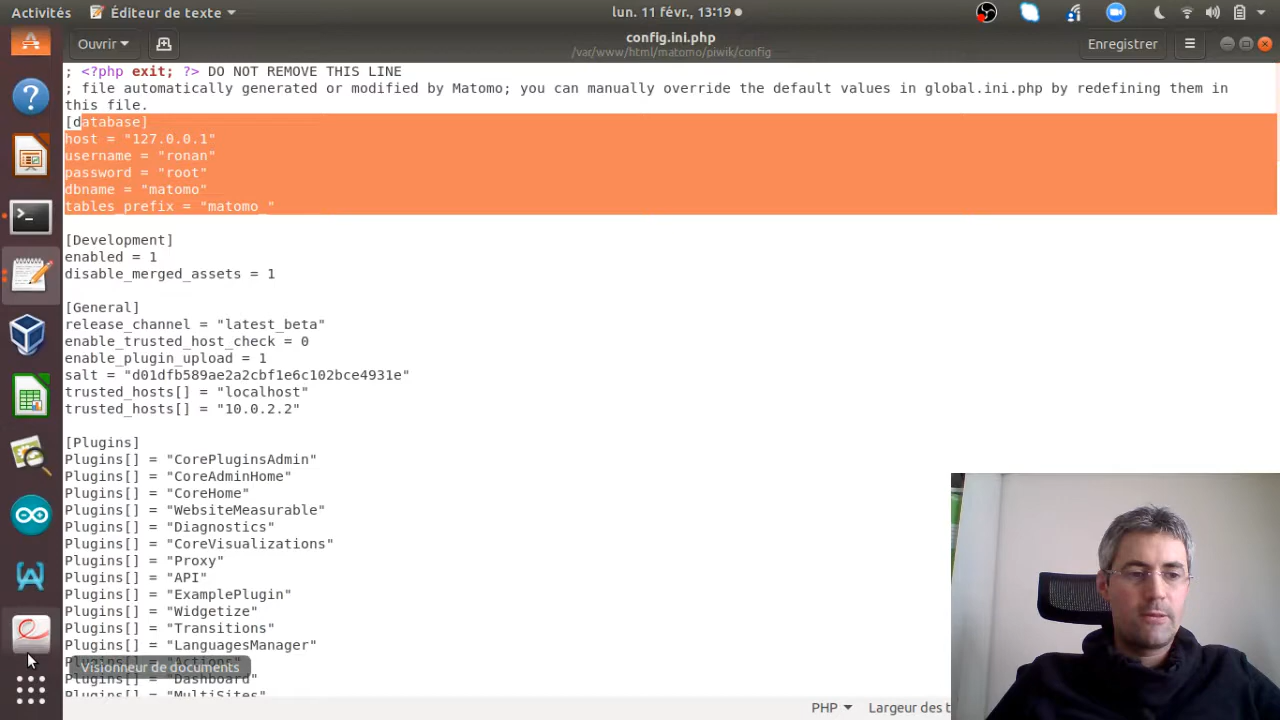 Activités
Éditeur de texte
lun. 11 févr., 13:19
Ouvrir
config.ini.php
/var/www/html/matomo/piwik/config
Enregistrer
; <?php exit; ?> DO NOT REMOVE THIS LINE
; file automatically generated or modified by Matomo; you can manually override the default values in global.ini.php by redefining them in
this file.
[database]
host = "127.0.0.1"
username = "ronan"
password = "root"
dbname = "matomo"
tables_prefix = "matomo_"
[Development]
enabled = 1
disable_merged_assets = 1
[General]
release_channel = "latest_beta"
enable_trusted_host_check = 0
enable_plugin_upload = 1
salt = "d01dfb589ae2a2cbf1e6c102bce4931e"
trusted_hosts[] = "localhost"
trusted_hosts[] = "10.0.2.2"
[Plugins]
Plugins[] = "CorePluginsAdmin"
Plugins[] = "CoreAdminHome"
Plugins[] = "CoreHome"
Plugins[] = "WebsiteMeasurable"
Plugins[] = "Diagnostics"
Plugins[] = "CoreVisualizations"
Plugins[] = "Proxy"
Plugins[] = "API"
Plugins[] = "ExamplePlugin"
Plugins[] = "Widgetize"
Plugins[] = "Transitions"
Plugins[] = "LanguagesManager"
Plugins[] = "Actions"
Visionneur de documents
Plugins[] = "Dashboard"
Plugins[] = "MultiSites"
PHP
Largeur des t